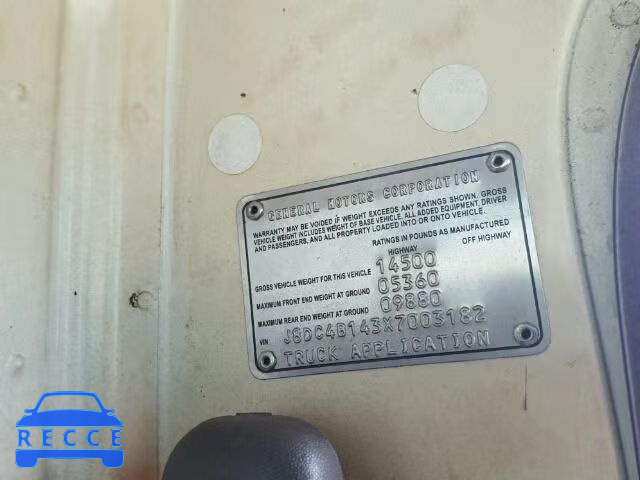 GENERAL MOTORS CORPORATION
WARRANTY MAY BE VOIDED IF WEIGHT EXCEEDS ANY RATINGS SHOWN. GROSS
VEHICLE WEIGHT INCLUDES WEIGHT OF BASE VEHICLE, ALL ADDED EQUIPMENT, DRIVER
AND PASSENGERS, AND ALL PROPERTY LOADED INTO OR ONTO VEHICLE.
RATINGS IN POUNDS AS MANUFACTURED
HIGHWAY OFF HIGHWAY
GROSS VEHICLE WEIGHT FOR THIS VEHICLE 14500
MAXIMUM FRONT END WEIGHT AT GROUND 05360
MAXIMUM REAR END WEIGHT AT GROUND 09880
VIN J8DC4B143X7003182
TRUCK APPLICATION
RECCE